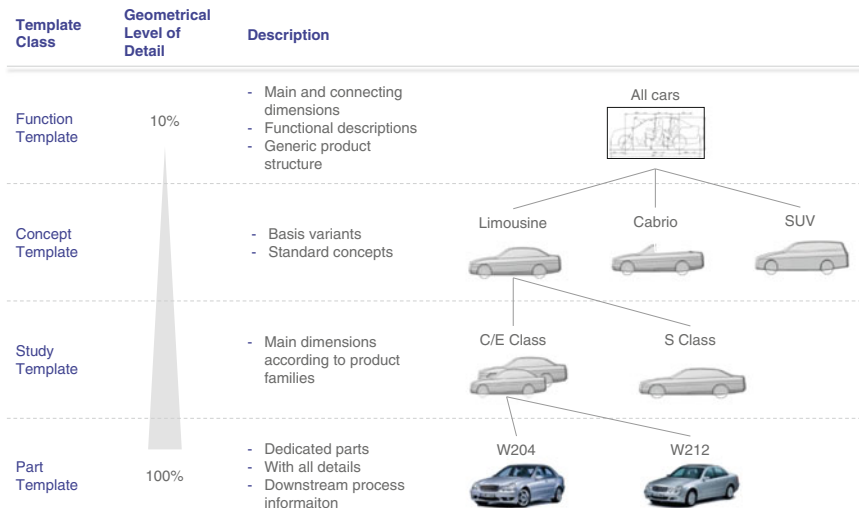 Template
Class
Geometrical
Level of
Detail
Description
Function
Template
10%
- Main and connecting
dimensions
- Functional descriptions
- Generic product
structure
All cars
Concept
Template
- Basis variants
- Standard concepts
Limousine
Cabrio
SUV
Study
Template
- Main dimensions
according to product
families
C/E Class
S Class
Part
Template
100%
- Dedicated parts
- With all details
- Downstream process
informaiton
W204
W212